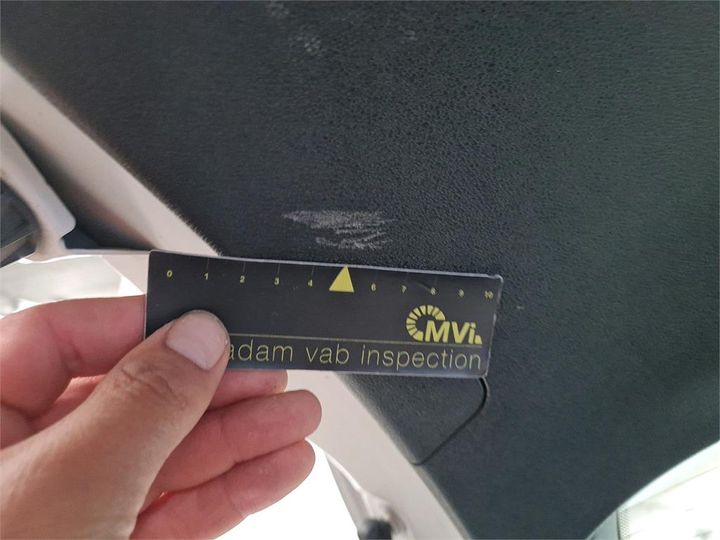 0 1 2 3 4 6 7 8 9 10
MVi.
adam vab inspection